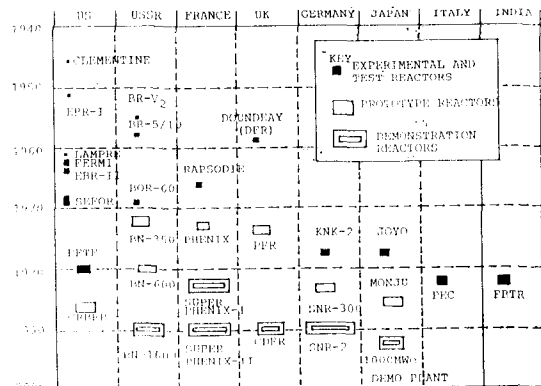 US USSR FRANCE UK GERMANY JAPAN ITALY INDIA
1940
KEY
EXPERIMENTAL AND
TEST REACTORS
PROTOTYPE REACTORS
DEMONSTRATION
REACTORS
CLEMENTINE
1950
EBR-I
BR-V2
BR-5/10
DOUNREAY
(DFR)
1960
LAMPRE
FERMI
EBR-II
RAPSODIE
SEFOR
BOR-60
1970
BN-350
PHENIX
PFR
KNK-2
JOYO
FFTF
BN-600
SUPER
PHENIX-I
SNR-300
MONJU
PEC
FBTR
CRBRP
BN-1600
SUPER
PHENIX-II
CDFR
SNR-2
1000MWe
DEMO PLANT